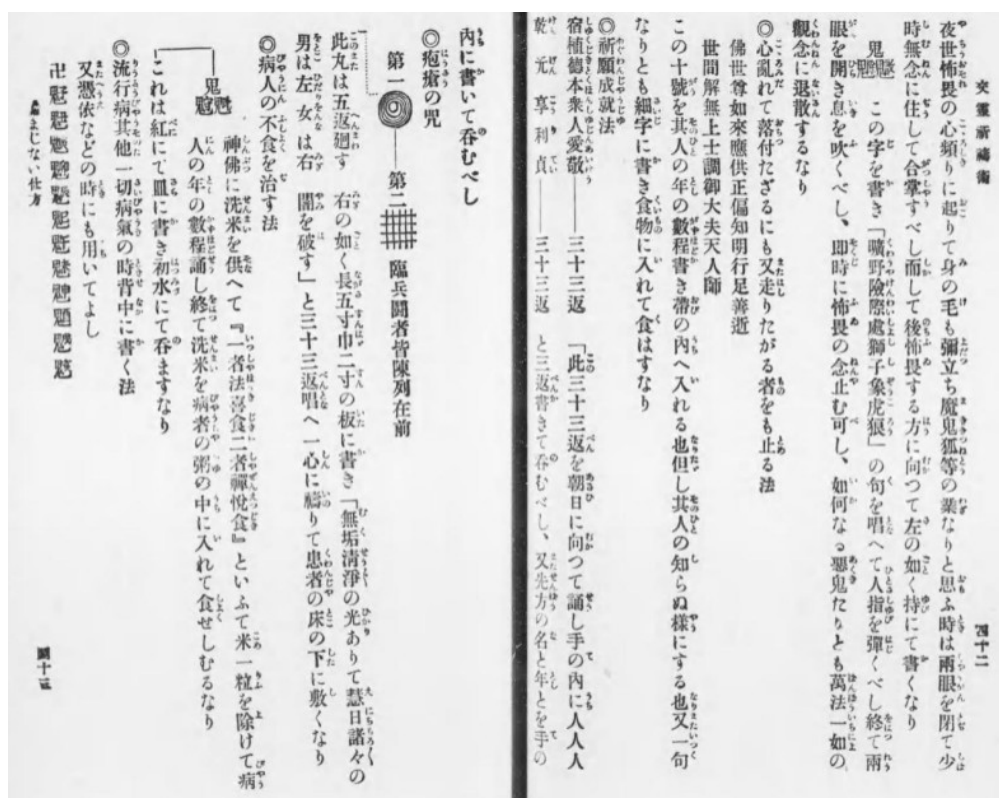 交靈祈禱術
四十二
夜世怖畏の心頻りに起りて身の毛も彌立ち魔鬼狐等の業なりと思ふ時は兩眼を閉て少
時無念に住して合掌すべし而して後怖畏する方に向つて左の如く持にて書くなり
この字を書き「曠野險際處獅子象虎狼」の句を唱へて人指を彈くべし終て兩
眼を開き息を吹くべし、即時に怖畏の念止む可し、如何なる惡鬼たりとも萬法一如の
觀念に退散するなり
◎心亂れて落付たざるにも又走りたがる者をも止る法
佛世尊如來應供正偏知明行足善逝
世間解無上士調御大夫天人師
この十號を其人の年の數程書き帶の內へ入れる也但し其人の知らぬ樣にする也又一句
なりとも細字に書き食物に入れて食はすなり
◎祈願成就法
宿植德本衆人愛敬――三十三返 「此三十三返を朝日に向つて誦し手の內に人人人
乾元享利貞――三十三返 と三返書きて呑むべし、又先方の名と年とを手の
內に書いて呑むべし
◎疱瘡の呪
第一 ―― 第二 臨兵鬪者皆陳列在前
此丸は五返廻す 右の如く長五寸巾二寸の板に書き「無垢清淨の光ありて慧日諸々の
男は左 女は右 闇を破す」と三十三返唱へ一心に禱りて患者の床の下に敷くなり
◎病人の不食を治す法
神佛に洗米を供へて『一者法喜食二者禪悅食』といふて米一粒を除けて病
人の年の數程誦し終て洗米を病者の粥の中に入れて食せしむるなり
これは紅にて皿に書き初水にて呑ますなり
◎流行病其他一切病氣の時背中に書く法
又憑依などの時にも用いてよし
まじない仕方